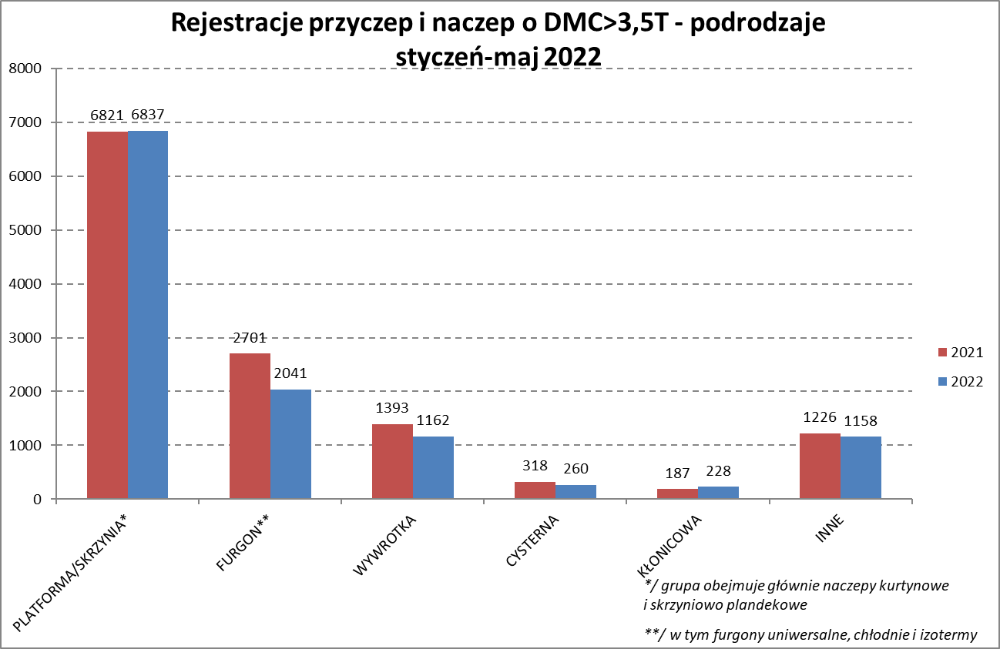 Rejestracje przyczep i naczep o DMC>3,5T - podrodzaje
styczeń-maj 2022
8000
7000
6000
5000
4000
3000
2000
1000
0
6821 6837
2701
2041
1393
1162
318
260
187
228
1226
1158
PLATFORMA/SKRZYNIA*
FURGON**
WYWROTKA
CYSTERNA
KŁONICOWA
INNE
2021
2022
*/ grupa obejmuje głównie naczepy kurtynowe
i skrzyniowo plandekowe
**/ w tym furgony uniwersalne, chłodnie i izotermy